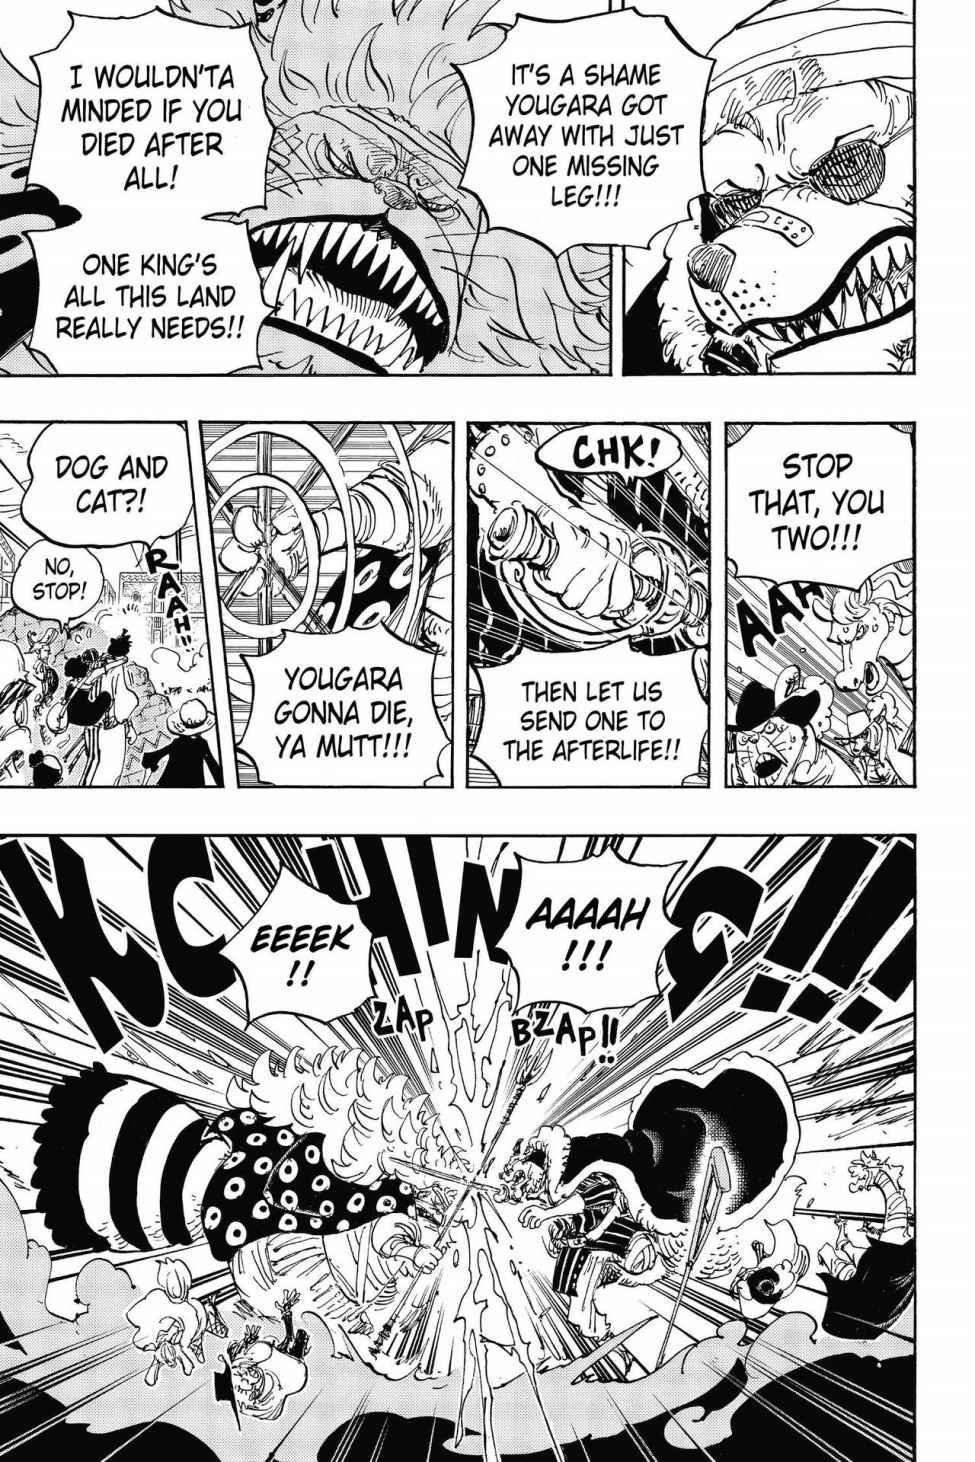 IT'S A SHAME
YOUGARA GOT
AWAY WITH JUST
ONE MISSING
LEG!!!
I WOULDN'TA
MINDED IF YOU
DIED AFTER
ALL!
ONE KING'S
ALL THIS LAND
REALLY NEEDS!!
STOP
THAT, YOU
TWO!!!
AAH
CHK!
THEN LET US
SEND ONE TO
THE AFTERLIFE!!
YOUGARA
GONNA DIE,
YA MUTT!!!
DOG AND
CAT?!
NO,
STOP!
RAAH!!
KCHING!!!
AAAAH
!!!
EEEEK
!!
ZAP
BZAP!!